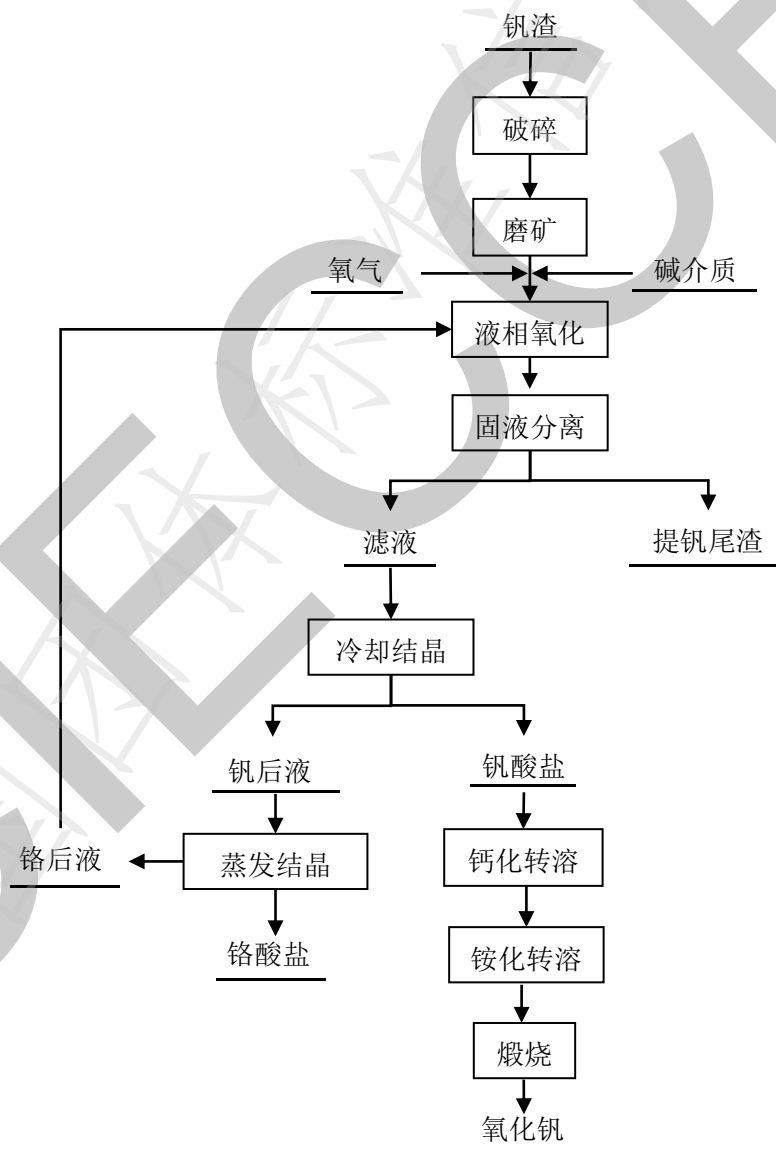 钒渣
破碎
磨矿
氧气
碱介质
液相氧化
固液分离
滤液
提钒尾渣
冷却结晶
钒后液
钒酸盐
铬后液
蒸发结晶
钙化转溶
铬酸盐
铵化转溶
煅烧
氧化钒